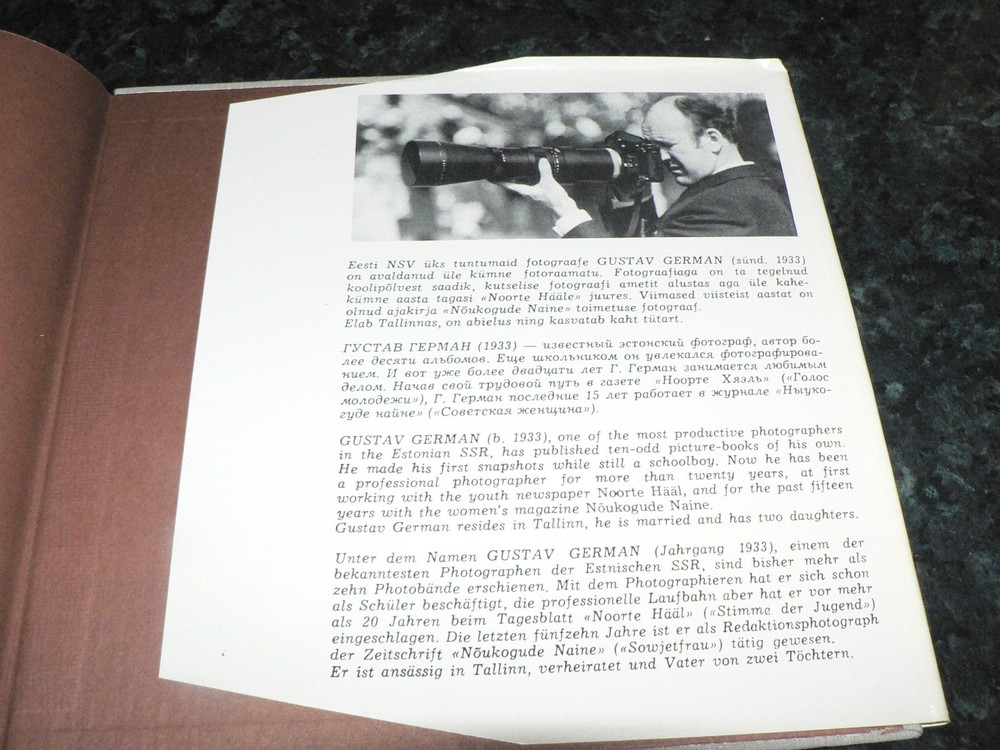 Eesti NSV üks tuntumaid fotograafe GUSTAV GERMAN (sünd. 1933)
on avaldanud üle kümne fotoraamatu. Fotograafiaga on ta tegelnud
koolipõlvest saadik, kutselise fotograafi ametit alustas aga üle kahe-
kümne aasta tagasi «Noorte Hääle» juures. Viimased viisteist aastat on
olnud ajakirja «Nõukogude Naine» toimetuse fotograaf.
Elab Tallinnas, on abielus ning kasvatab kaht tütart.
ГУСТАВ ГЕРМАН (1933) — известный эстонский фотограф, автор бо-
лее десяти альбомов. Еще школьником он увлекался фотографирова-
нием. И вот уже более двадцати лет Г. Герман занимается любимым
делом. Начав свой трудовой путь в газете «Ноорте Хяэль» («Голос
молодежи»), Г. Герман последние 15 лет работает в журнале «Ныуко-
гуде найне» («Советская женщина»).
GUSTAV GERMAN (b. 1933), one of the most productive photographers
in the Estonian SSR, has published ten-odd picture-books of his own.
He made his first snapshots while still a schoolboy. Now he has been
a professional photographer for more than twenty years, at first
working with the youth newspaper Noorte Hääl, and for the past fifteen
years with the women's magazine Nõukogude Naine.
Gustav German resides in Tallinn, he is married and has two daughters.
Unter dem Namen GUSTAV GERMAN (Jahrgang 1933), einem der
bekanntesten Photographen der Estnischen SSR, sind bisher mehr als
zehn Photobände erschienen. Mit dem Photographieren hat er sich schon
als Schüler beschäftigt, die professionelle Laufbahn aber hat er vor mehr
als 20 Jahren beim Tagesblatt «Noorte Hääl» («Stimme der Jugend»)
eingeschlagen. Die letzten fünfzehn Jahre ist er als Redaktionsphotograph
der Zeitschrift «Nõukogude Naine» («Sowjetfrau») tätig gewesen.
Er ist ansässig in Tallinn, verheiratet und Vater von zwei Töchtern.